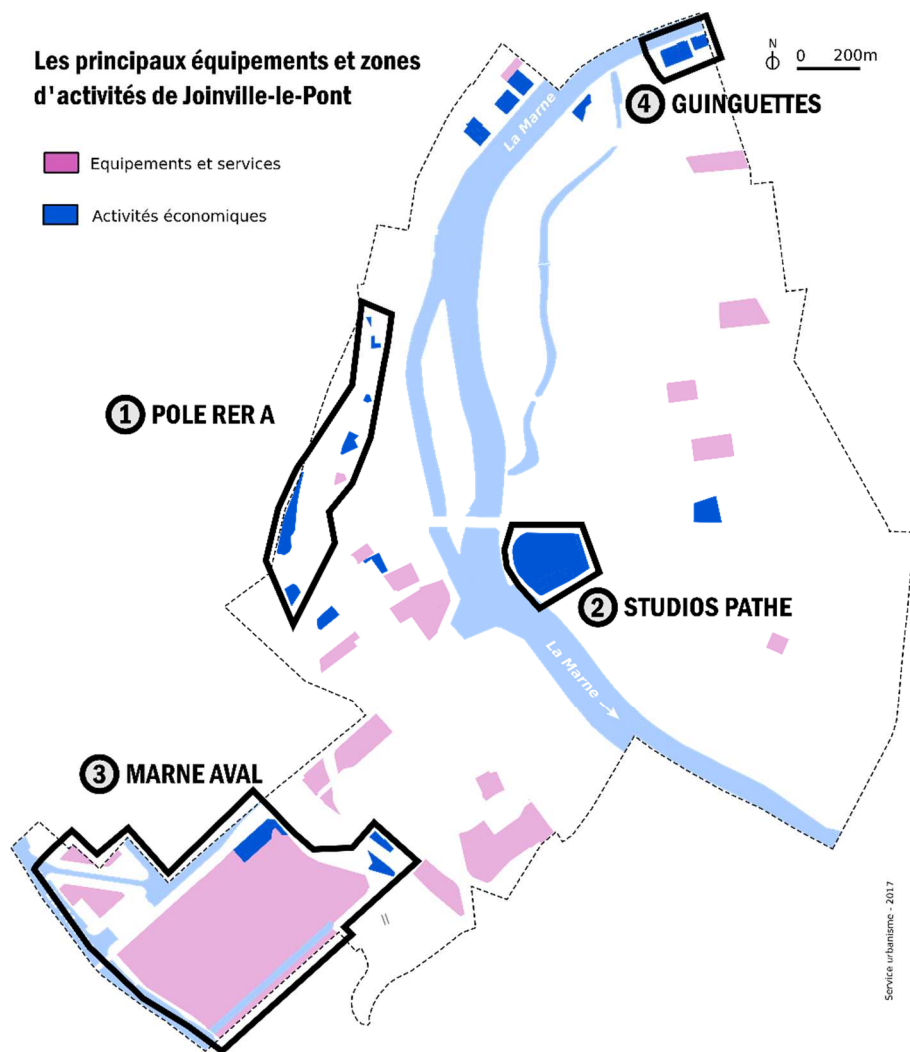 Les principaux équipements et zones
d'activités de Joinville-le-Pont
Equipements et services
Activités économiques
N
0 200m
La Marne
4 GUINGUETTES
1 POLE RER A
2 STUDIOS PATHE
La Marne →
3 MARNE AVAL
Service urbanisme - 2017